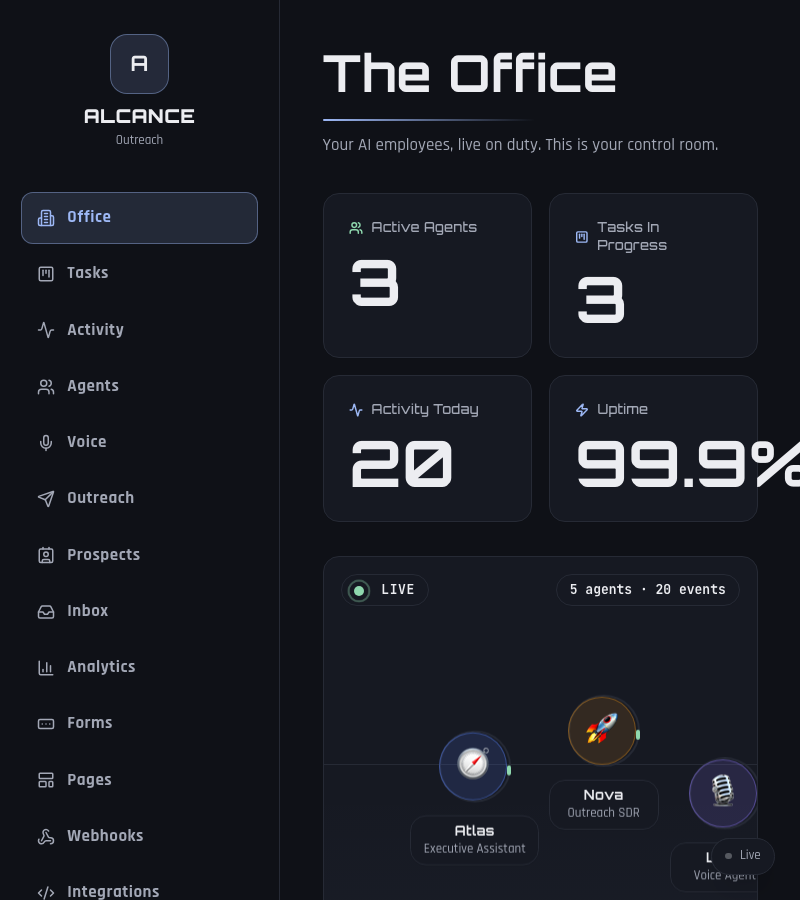 A
ALCANCE
Outreach
Office
Tasks
Activity
Agents
Voice
Outreach
Prospects
Inbox
Analytics
Forms
Pages
Webhooks
Integrations
The Office
Your AI employees, live on duty. This is your control room.
Active Agents
3
Tasks In
Progress
3
Activity Today
20
Uptime
99.9%
LIVE
5 agents · 20 events
Nova
Outreach SDR
Atlas
Executive Assistant
L
Voice Agent
Live